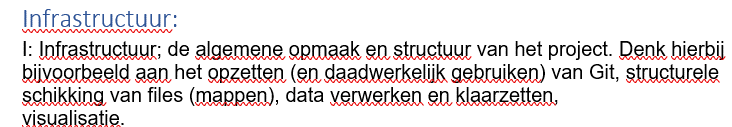 Infrastructuur:
I: Infrastructuur; de algemene opmaak en structuur van het project. Denk hierbij
bijvoorbeeld aan het opzetten (en daadwerkelijk gebruiken) van Git, structurele
schikking van files (mappen), data verwerken en klaarzetten,
visualisatie.